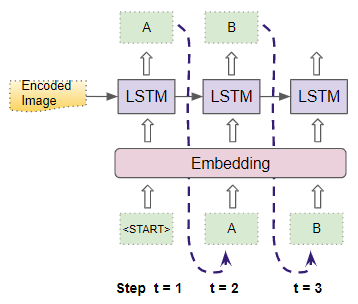 A B
Encoded
Image
LSTM LSTM LSTM
Embedding
<START> A B
Step t = 1 t = 2 t = 3